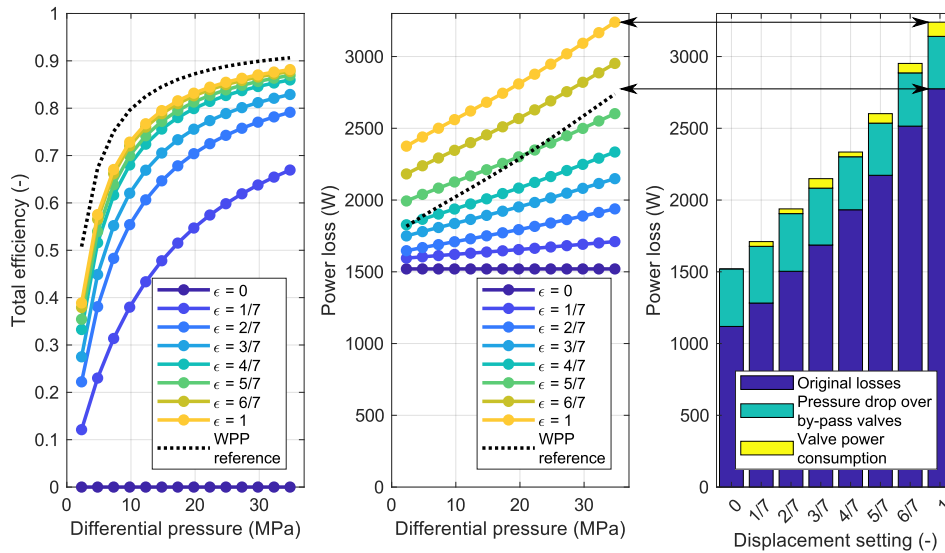 Total efficiency (-)
1
0.9
0.8
0.7
0.6
0.5
0.4
0.3
0.2
0.1
0
0
10
20
30
Differential pressure (MPa)
ϵ = 0
ϵ = 1/7
ϵ = 2/7
ϵ = 3/7
ϵ = 4/7
ϵ = 5/7
ϵ = 6/7
ϵ = 1
WPP
reference
Power loss (W)
3000
2500
2000
1500
1000
500
0
0
10
20
30
Differential pressure (MPa)
ϵ = 0
ϵ = 1/7
ϵ = 2/7
ϵ = 3/7
ϵ = 4/7
ϵ = 5/7
ϵ = 6/7
ϵ = 1
WPP
reference
Power loss (W)
3000
2500
2000
1500
1000
500
0
Original losses
Pressure drop over
by-pass valves
Valve power
consumption
0
1/7
2/7
3/7
4/7
5/7
6/7
1
Displacement setting (-)